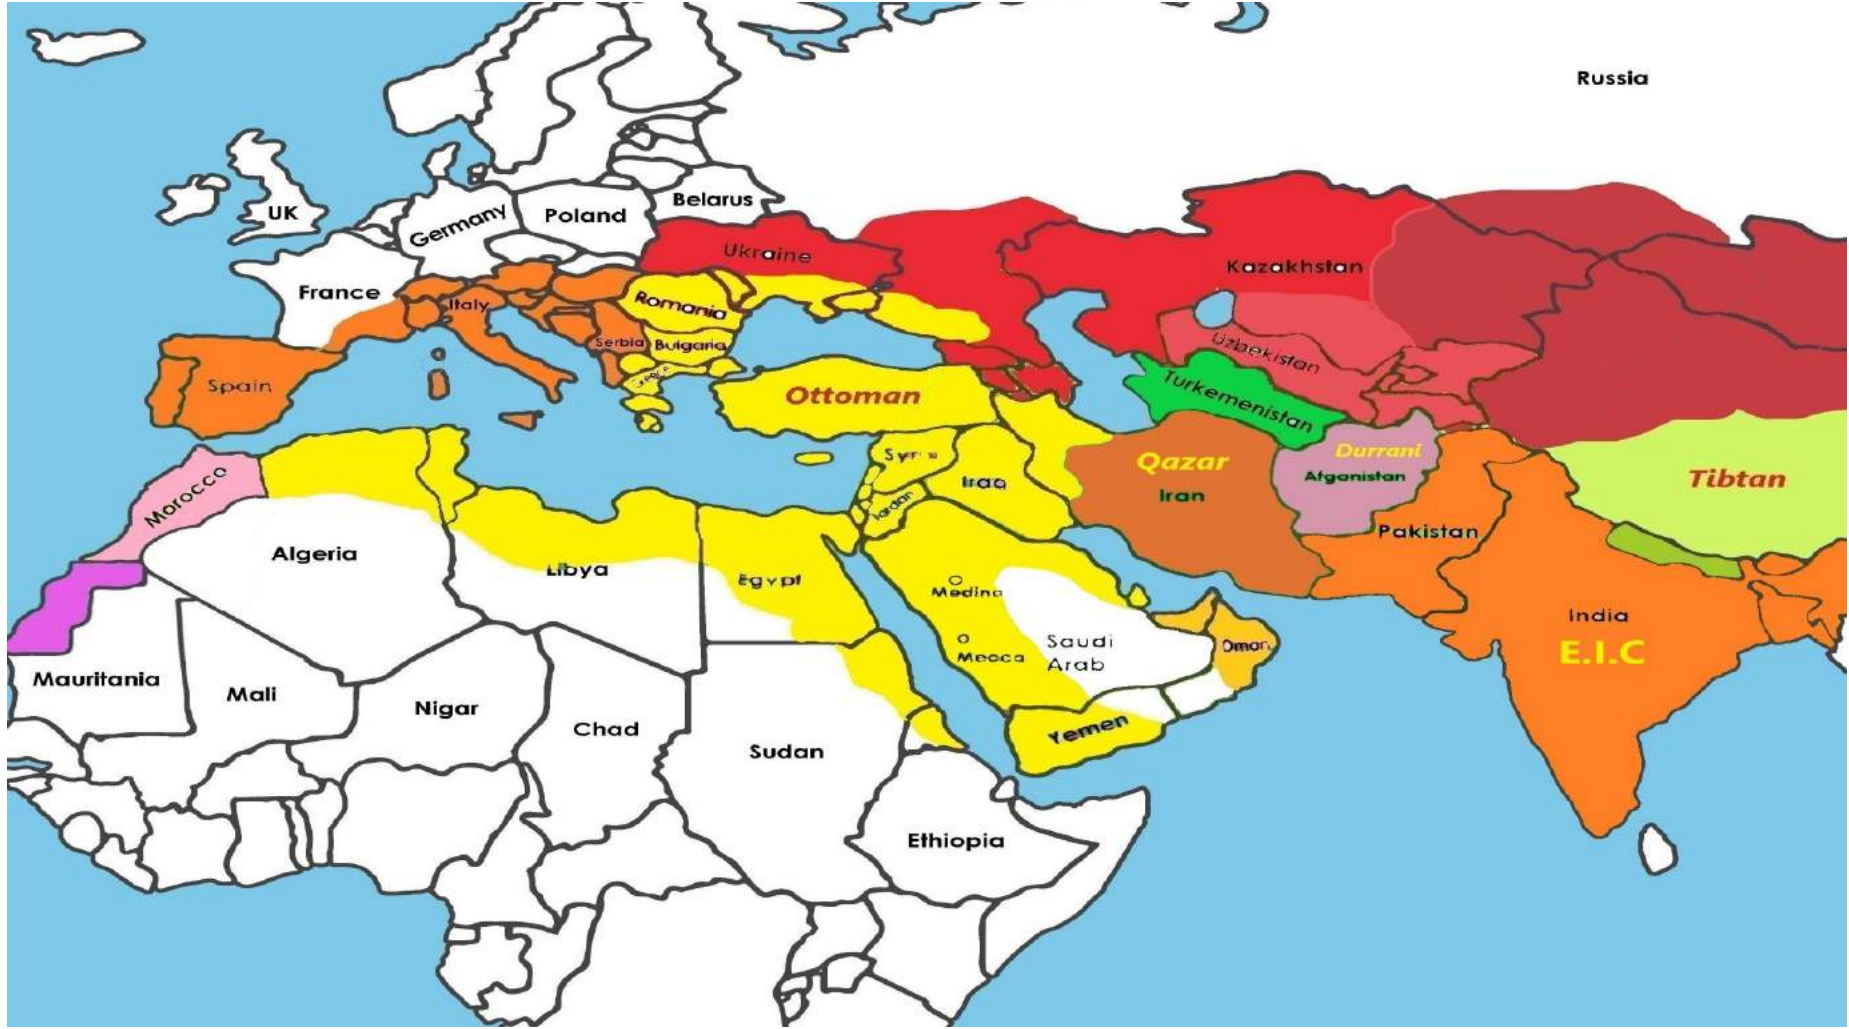 Russia
UK
Germany
Poland
Belarus
France
Ukraine
Kazakhstan
Italy
Romania
Serbia
Bulgaria
Uzbekistan
Spain
Ottoman
Turkemenistan
Morocco
Iraq
Jordan
Qazar
Iran
Durrani
Afganistan
Tibtan
Pakistan
Algeria
Libya
Egypt
Medina
Mecca
Saudi
Arab
Oman
India
E.I.C
Mauritania
Mali
Nigar
Chad
Sudan
Yemen
Ethiopia